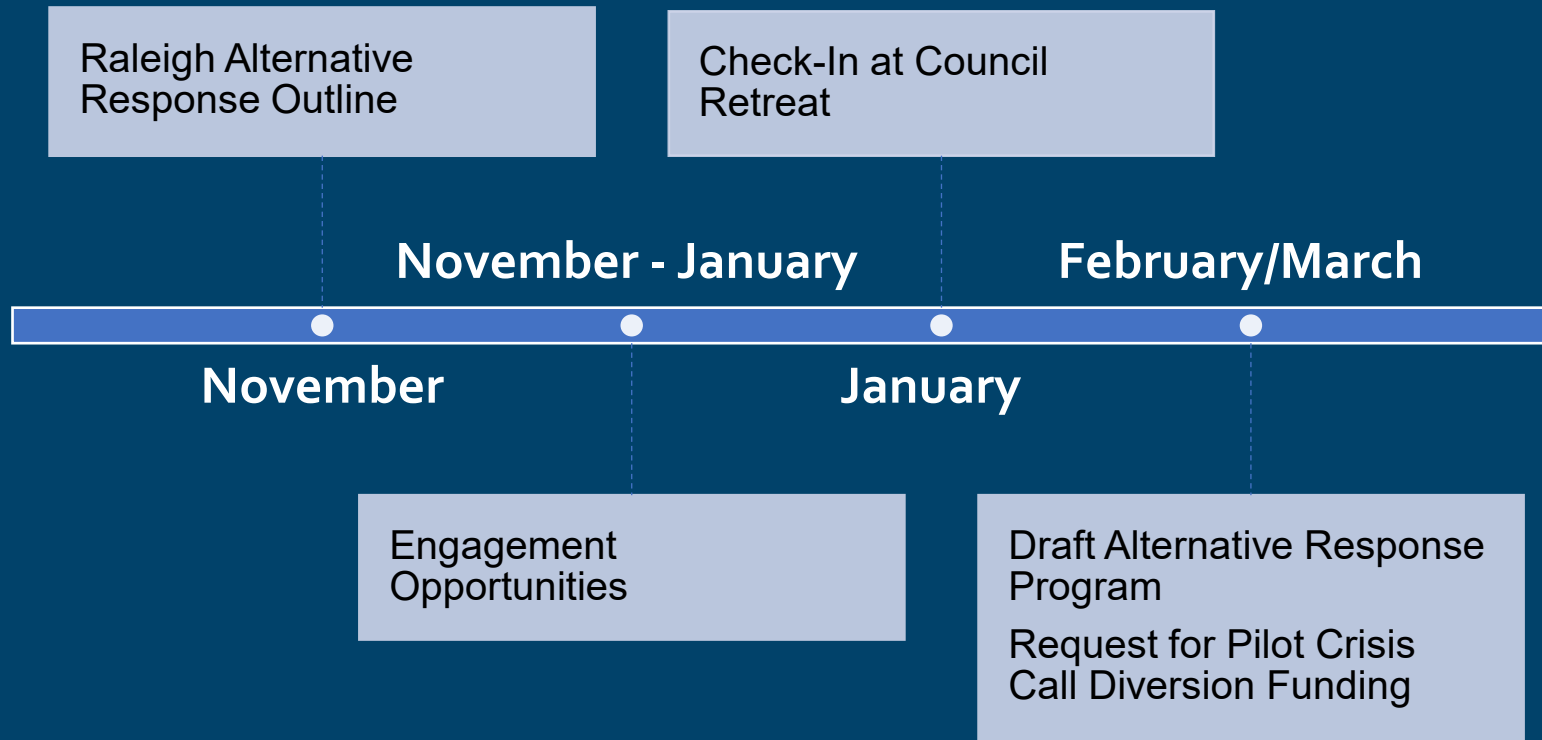 Raleigh Alternative
Response Outline
Check-In at Council
Retreat
November - January
February/March
November
January
Engagement
Opportunities
Draft Alternative Response
Program
Request for Pilot Crisis
Call Diversion Funding